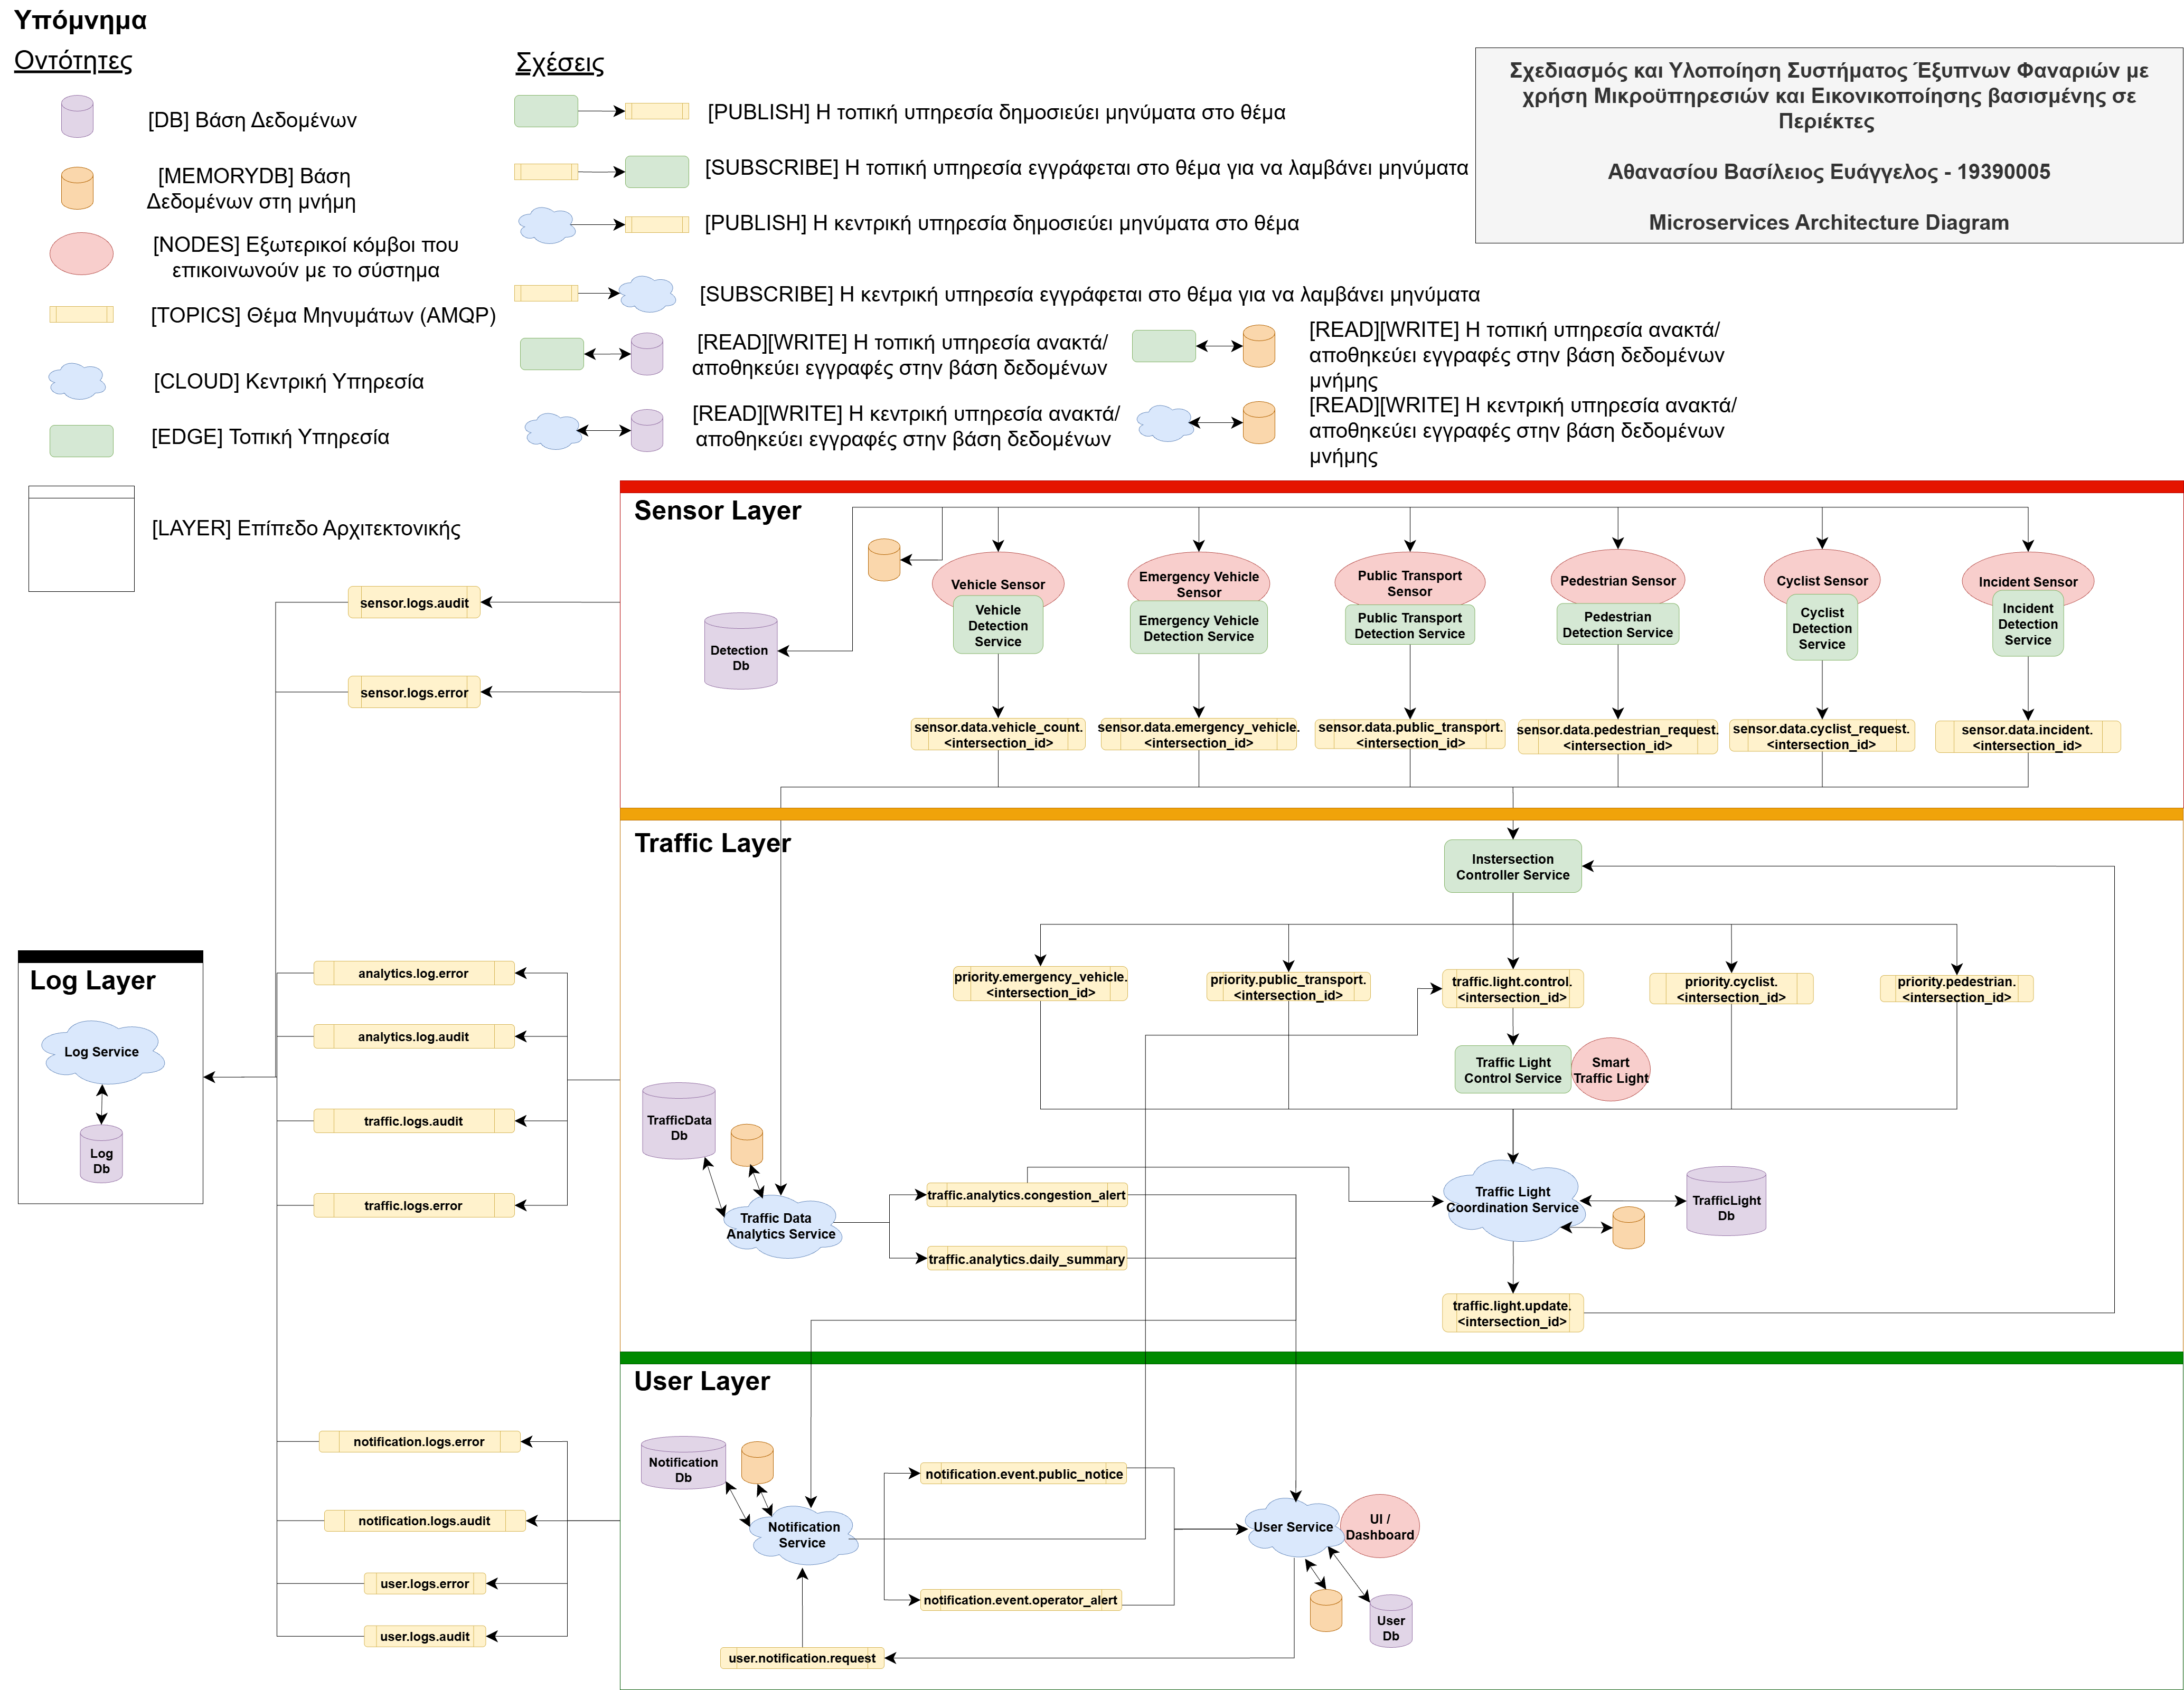 Υπόμνημα
Οντότητες
[DB] Βάση Δεδομένων
[MEMORYDB] Βάση
Δεδομένων στη μνήμη
[NODES] Εξωτερικοί κόμβοι που
επικοινωνούν με το σύστημα
[TOPICS] Θέμα Μηνυμάτων (AMQP)
[CLOUD] Κεντρική Υπηρεσία
[EDGE] Τοπική Υπηρεσία
[LAYER] Επίπεδο Αρχιτεκτονικής
Σχέσεις
[PUBLISH] Η τοπική υπηρεσία δημοσιεύει μηνύματα στο θέμα
[SUBSCRIBE] Η τοπική υπηρεσία εγγράφεται στο θέμα για να λαμβάνει μηνύματα
[PUBLISH] Η κεντρική υπηρεσία δημοσιεύει μηνύματα στο θέμα
[SUBSCRIBE] Η κεντρική υπηρεσία εγγράφεται στο θέμα για να λαμβάνει μηνύματα
[READ][WRITE] Η τοπική υπηρεσία ανακτά/
αποθηκεύει εγγραφές στην βάση δεδομένων
[READ][WRITE] Η κεντρική υπηρεσία ανακτά/
αποθηκεύει εγγραφές στην βάση δεδομένων
[READ][WRITE] Η τοπική υπηρεσία ανακτά/
αποθηκεύει εγγραφές στην βάση δεδομένων
μνήμης
[READ][WRITE] Η κεντρική υπηρεσία ανακτά/
αποθηκεύει εγγραφές στην βάση δεδομένων
μνήμης
Σχεδιασμός και Υλοποίηση Συστήματος Έξυπνων Φαναριών με
χρήση Μικροϋπηρεσιών και Εικονικοποίησης βασισμένης σε
Περιέκτες
Αθανασίου Βασίλειος Ευάγγελος - 19390005
Microservices Architecture Diagram
Sensor Layer
Vehicle Sensor
Vehicle
Detection
Service
Emergency Vehicle
Sensor
Emergency Vehicle
Detection Service
Public Transport
Sensor
Public Transport
Detection Service
Pedestrian Sensor
Pedestrian
Detection Service
Cyclist Sensor
Cyclist
Detection
Service
Incident Sensor
Incident
Detection
Service
Detection
Db
sensor.data.vehicle_count.
<intersection_id>
sensor.data.emergency_vehicle.
<intersection_id>
sensor.data.public_transport.
<intersection_id>
sensor.data.pedestrian_request.
<intersection_id>
sensor.data.cyclist_request.
<intersection_id>
sensor.data.incident.
<intersection_id>
sensor.logs.audit
sensor.logs.error
Traffic Layer
Instersection
Controller Service
priority.emergency_vehicle.
<intersection_id>
priority.public_transport.
<intersection_id>
traffic.light.control.
<intersection_id>
priority.cyclist.
<intersection_id>
priority.pedestrian.
<intersection_id>
Traffic Light
Control Service
Smart
Traffic Light
TrafficData
Db
Traffic Data
Analytics Service
traffic.analytics.congestion_alert
traffic.analytics.daily_summary
Traffic Light
Coordination Service
TrafficLight
Db
traffic.light.update.
<intersection_id>
Log Layer
Log Service
Log
Db
analytics.log.error
analytics.log.audit
traffic.logs.audit
traffic.logs.error
User Layer
Notification
Db
Notification
Service
notification.event.public_notice
notification.event.operator_alert
User Service
UI /
Dashboard
User
Db
user.notification.request
notification.logs.error
notification.logs.audit
user.logs.error
user.logs.audit